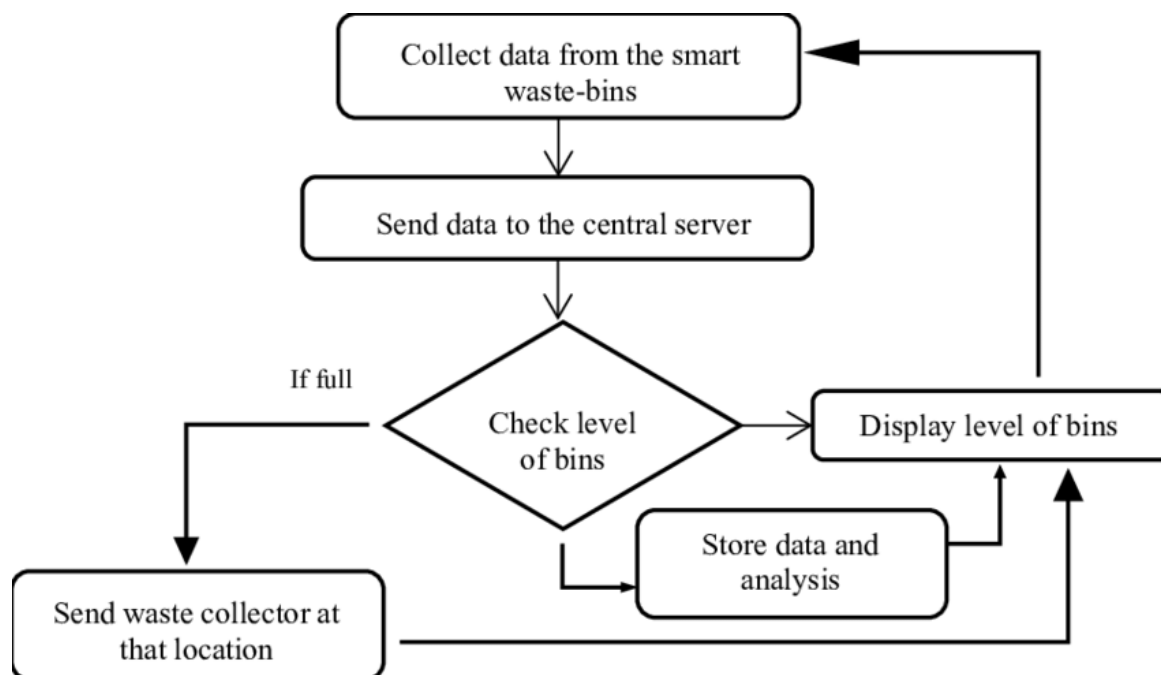 Collect data from the smart
waste-bins
Send data to the central server
If full
Check level
of bins
Display level of bins
Store data and
analysis
Send waste collector at
that location